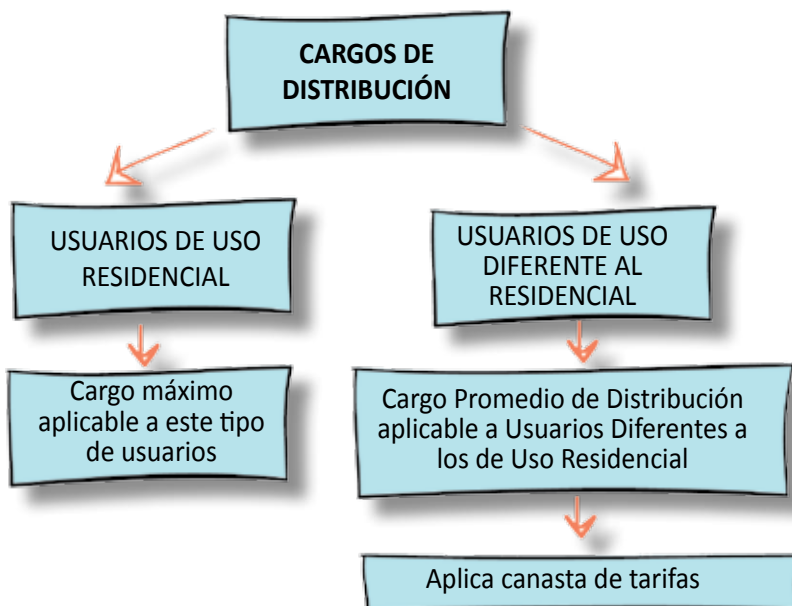 CARGOS DE
DISTRIBUCIÓN
USUARIOS DE USO
RESIDENCIAL
USUARIOS DE USO
DIFERENTE AL
RESIDENCIAL
Cargo máximo
aplicable a este tipo
de usuarios
Cargo Promedio de Distribución
aplicable a Usuarios Diferentes a
los de Uso Residencial
Aplica canasta de tarifas